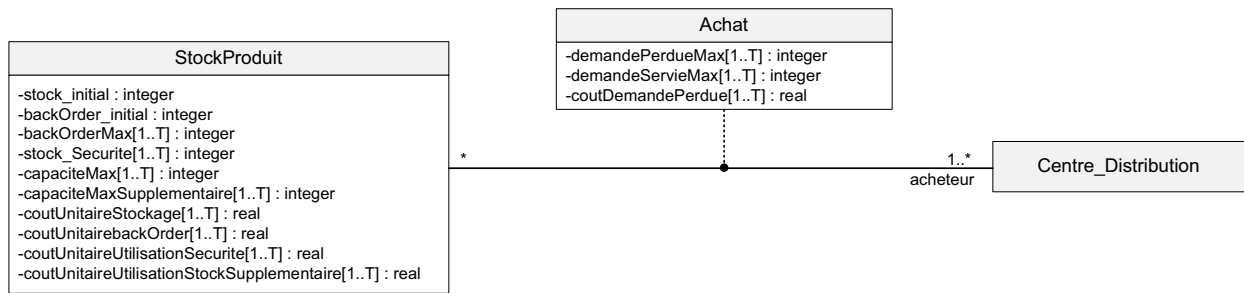 Achat
-demandePerdueMax[1..T] : integer
-demandeServieMax[1..T] : integer
-coutDemandePerdue[1..T] : real
StockProduit
-stock_initial : integer
-backOrder_initial : integer
-backOrderMax[1..T] : integer
-stock_Securite[1..T] : integer
-capaciteMax[1..T] : integer
-capaciteMaxSupplementaire[1..T] : integer
-coutUnitaireStockage[1..T] : real
-coutUnitairebackOrder[1..T] : real
-coutUnitaireUtilisationSecurite[1..T] : real
-coutUnitaireUtilisationStockSupplementaire[1..T] : real
*
1..*
acheteur
Centre_Distribution